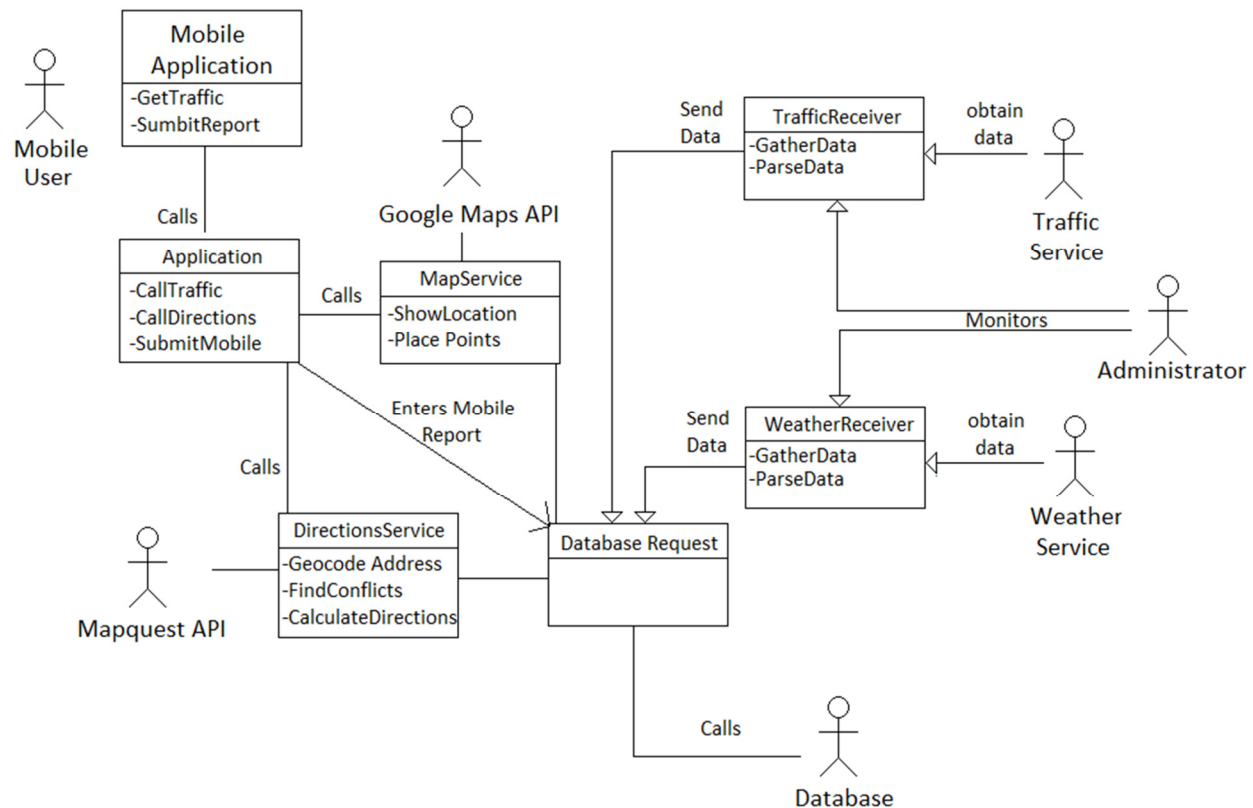 Mobile
Application
-GetTraffic
-SumbitReport
Mobile
User
Calls
Google Maps API
Application
-CallTraffic
-CallDirections
-SubmitMobile
Calls
MapService
-ShowLocation
-Place Points
Enters Mobile
Report
Calls
DirectionsService
-Geocode Address
-FindConflicts
-CalculateDirections
Mapquest API
Database Request
Calls
Database
Send
Data
TrafficReceiver
-GatherData
-ParseData
obtain
data
Traffic
Service
Monitors
Administrator
Send
Data
WeatherReceiver
-GatherData
-ParseData
obtain
data
Weather
Service